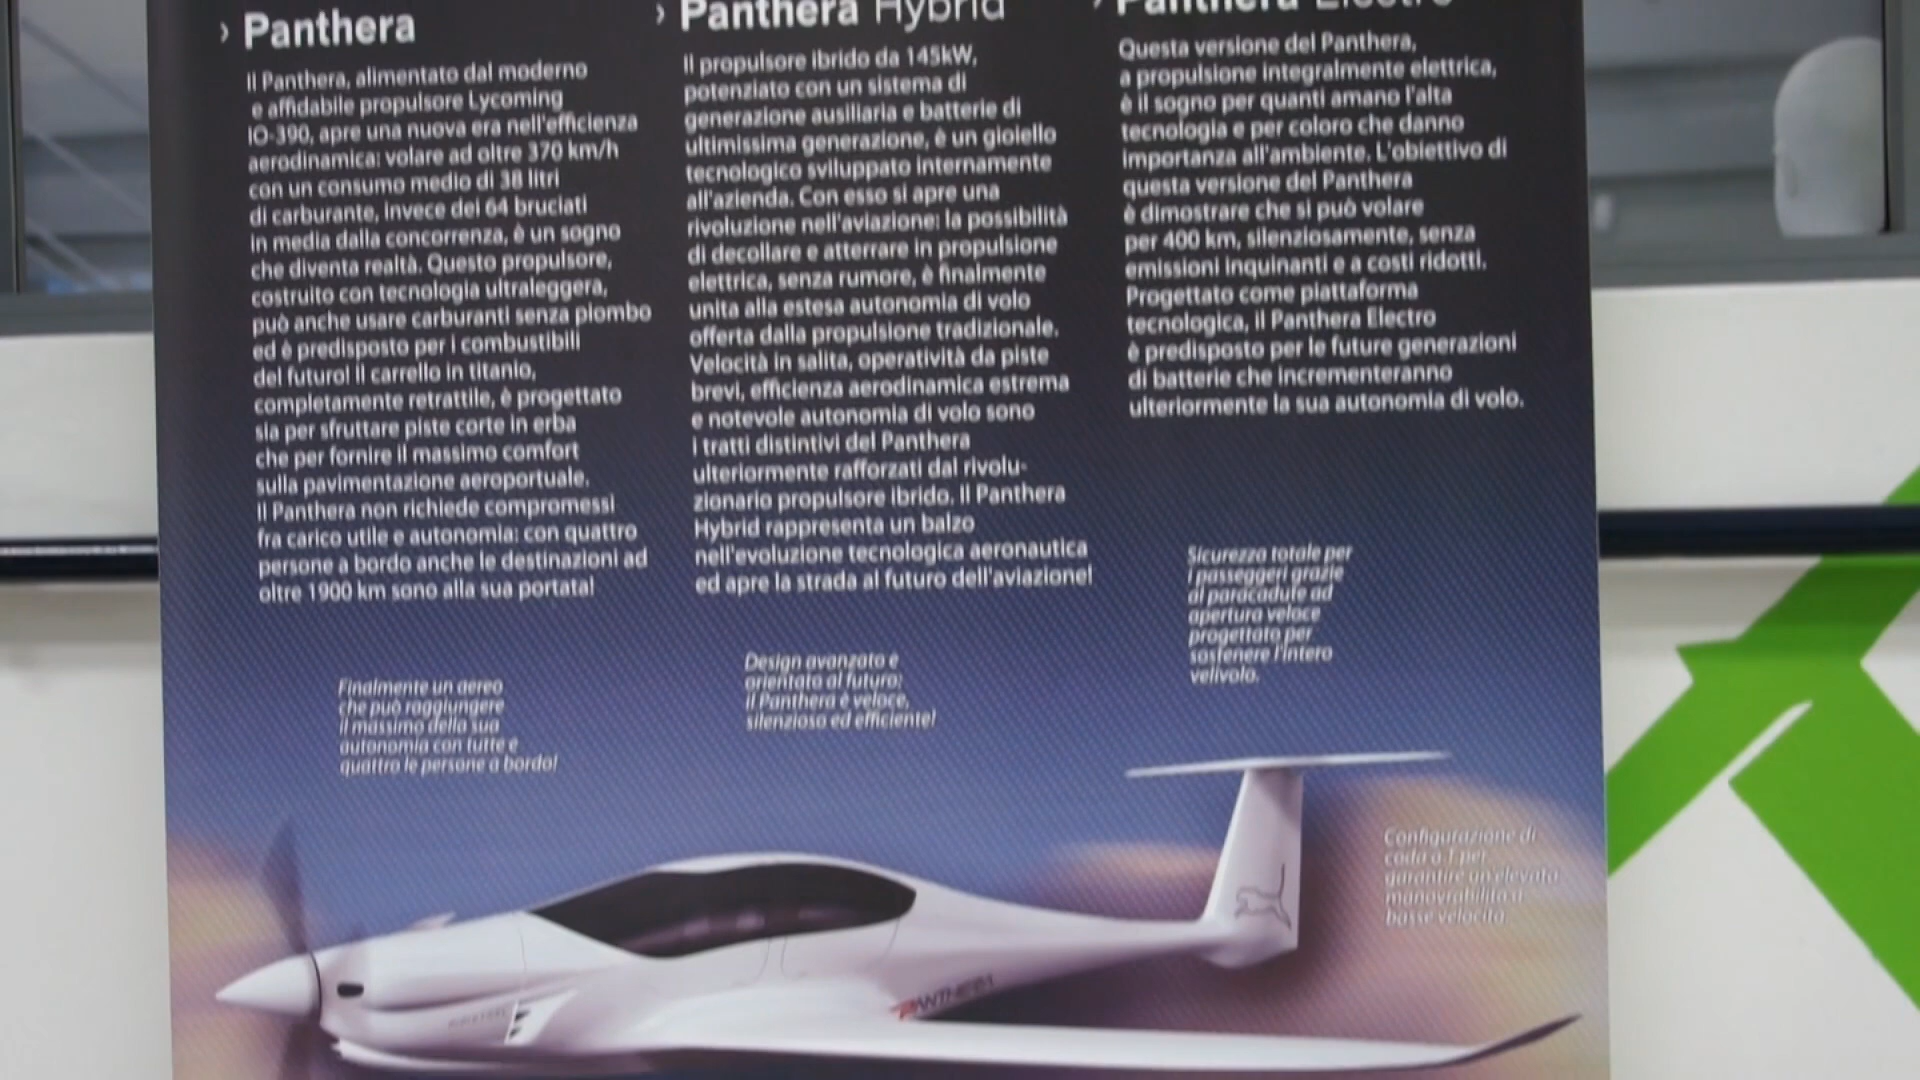 › Panthera
Il Panthera, alimentato dal moderno
e affidabile propulsore Lycoming
IO-390, apre una nuova era nell'efficienza
aerodinamica: volare ad oltre 370 km/h
con un consumo medio di 38 litri
di carburante, invece dei 64 bruciati
in media dalla concorrenza, è un sogno
che diventa realtà. Questo propulsore,
costruito con tecnologia ultraleggera,
può anche usare carburanti senza piombo
ed è predisposto per i combustibili
del futuro! Il carrello in titanio,
completamente retrattile, è progettato
sia per sfruttare piste corte in erba
che per fornire il massimo comfort
sulla pavimentazione aeroportuale.
Il Panthera non richiede compromessi
fra carico utile e autonomia: con quattro
persone a bordo anche le destinazioni ad
oltre 1900 km sono alla sua portata!
› Panthera Hybrid
Il propulsore ibrido da 145kW,
potenziato con un sistema di
generazione ausiliaria e batterie di
ultimissima generazione, è un gioiello
tecnologico sviluppato internamente
all'azienda. Con esso si apre una
rivoluzione nell'aviazione: la possibilità
di decollare e atterrare in propulsione
elettrica, senza rumore, è finalmente
unita alla estesa autonomia di volo
offerta dalla propulsione tradizionale.
Velocità in salita, operatività da piste
brevi, efficienza aerodinamica estrema
e notevole autonomia di volo sono
i tratti distintivi del Panthera
ulteriormente rafforzati dal rivolu-
zionario propulsore ibrido. Il Panthera
Hybrid rappresenta un balzo
nell'evoluzione tecnologica aeronautica
ed apre la strada al futuro dell'aviazione!
› Panthera Electro
Questa versione del Panthera,
a propulsione integralmente elettrica,
è il sogno per quanti amano l'alta
tecnologia e per coloro che danno
importanza all'ambiente. L'obiettivo di
questa versione del Panthera
è dimostrare che si può volare
per 400 km, silenziosamente, senza
emissioni inquinanti e a costi ridotti.
Progettato come piattaforma
tecnologica, il Panthera Electro
è predisposto per le future generazioni
di batterie che incrementeranno
ulteriormente la sua autonomia di volo.
Finalmente un aereo
che può raggiungere
il massimo della sua
autonomia con tutte e
quattro le persone a bordo!
Design avanzato e
orientato al futuro:
il Panthera è veloce,
silenzioso ed efficiente!
Sicurezza totale per
i passeggeri grazie
al paracadute ad
apertura veloce
progettato per
sostenere l'intero
velivolo.
Configurazione di
coda a T per
garantire un'elevata
manovrabilità a
basse velocità.
PANTHERA